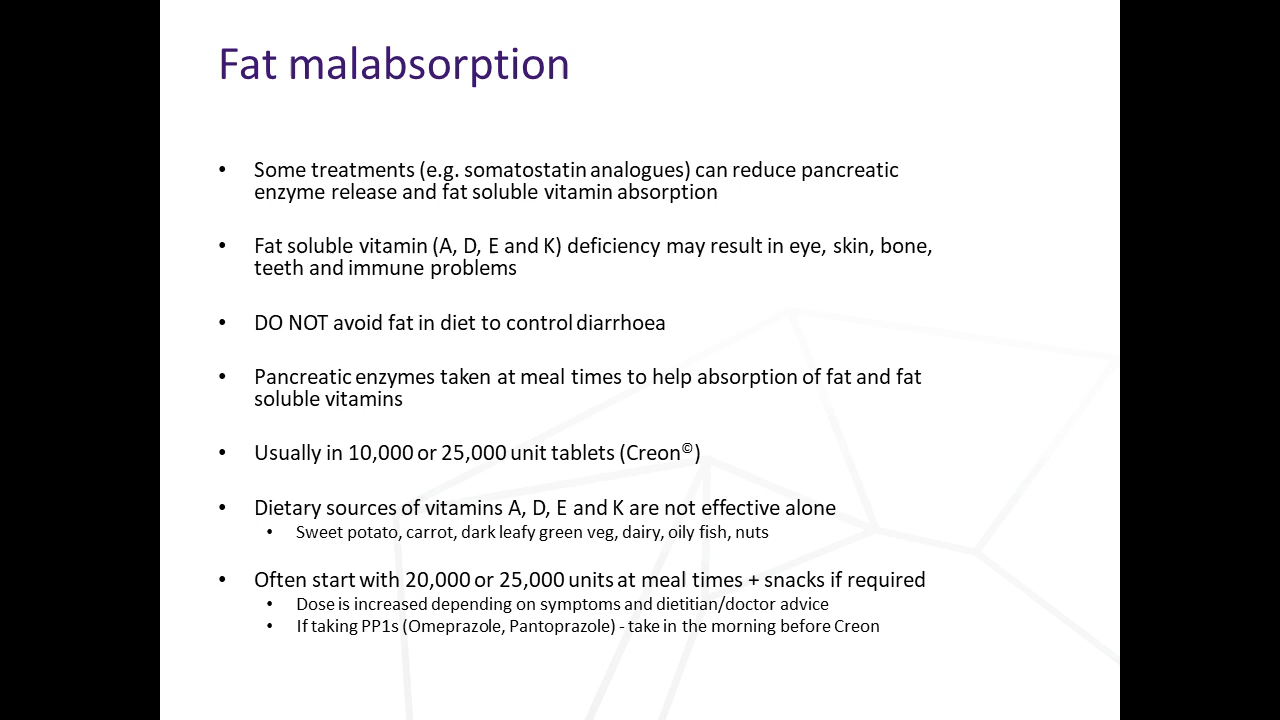 Fat malabsorption
• Some treatments (e.g. somatostatin analogues) can reduce pancreatic
enzyme release and fat soluble vitamin absorption
• Fat soluble vitamin (A, D, E and K) deficiency may result in eye, skin, bone,
teeth and immune problems
• DO NOT avoid fat in diet to control diarrhoea
• Pancreatic enzymes taken at meal times to help absorption of fat and fat
soluble vitamins
• Usually in 10,000 or 25,000 unit tablets (Creon©)
• Dietary sources of vitamins A, D, E and K are not effective alone
• Sweet potato, carrot, dark leafy green veg, dairy, oily fish, nuts
• Often start with 20,000 or 25,000 units at meal times + snacks if required
• Dose is increased depending on symptoms and dietitian/doctor advice
• If taking PP1s (Omeprazole, Pantoprazole) - take in the morning before Creon